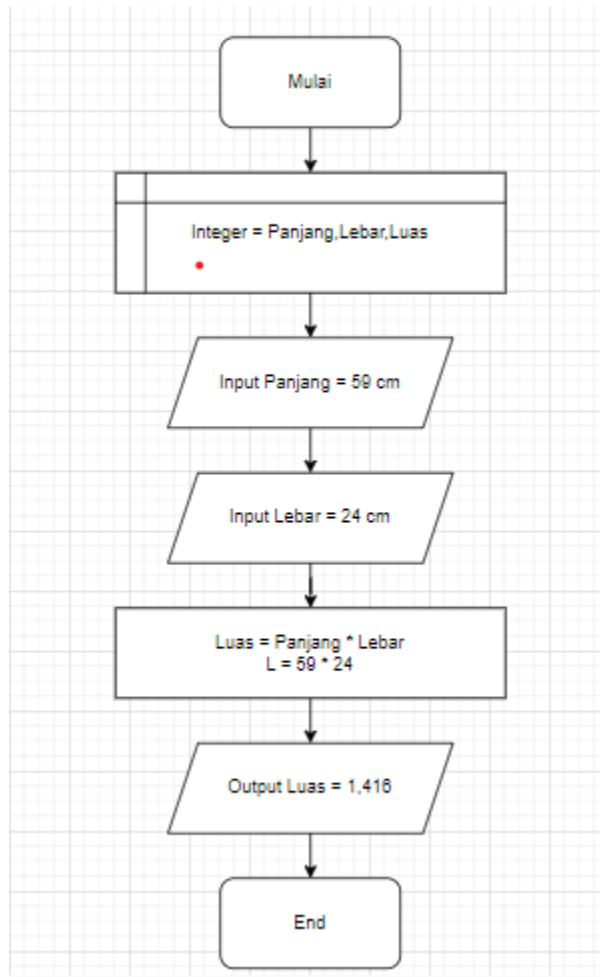 Mulai
Integer = Panjang,Lebar,Luas
Input Panjang = 59 cm
Input Lebar = 24 cm
Luas = Panjang * Lebar
L = 59 * 24
Output Luas = 1,416
End